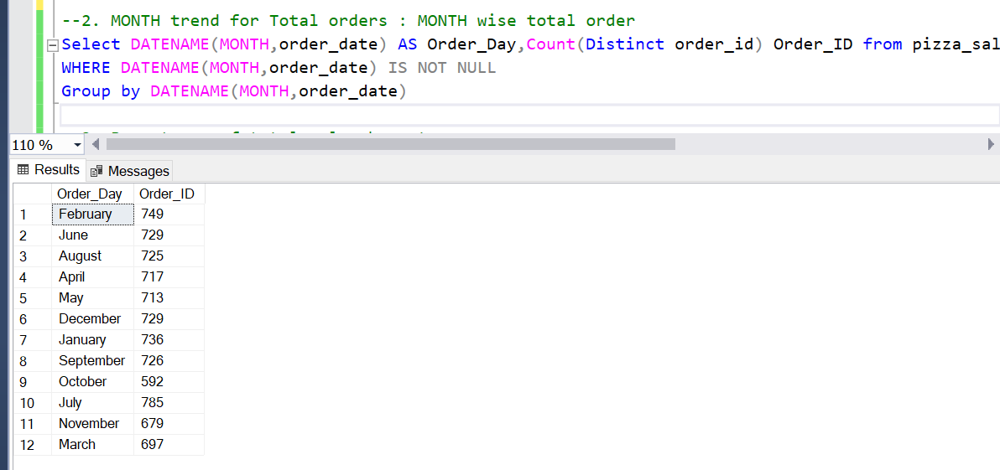 --2. MONTH trend for Total orders : MONTH wise total order
Select DATENAME(MONTH,order_date) AS Order_Day,Count(Distinct order_id) Order_ID from pizza_sal
WHERE DATENAME(MONTH,order_date) IS NOT NULL
Group by DATENAME(MONTH,order_date)
110 %
Results Messages
Order_Day Order_ID
1 February 749
2 June 729
3 August 725
4 April 717
5 May 713
6 December 729
7 January 736
8 September 726
9 October 592
10 July 785
11 November 679
12 March 697